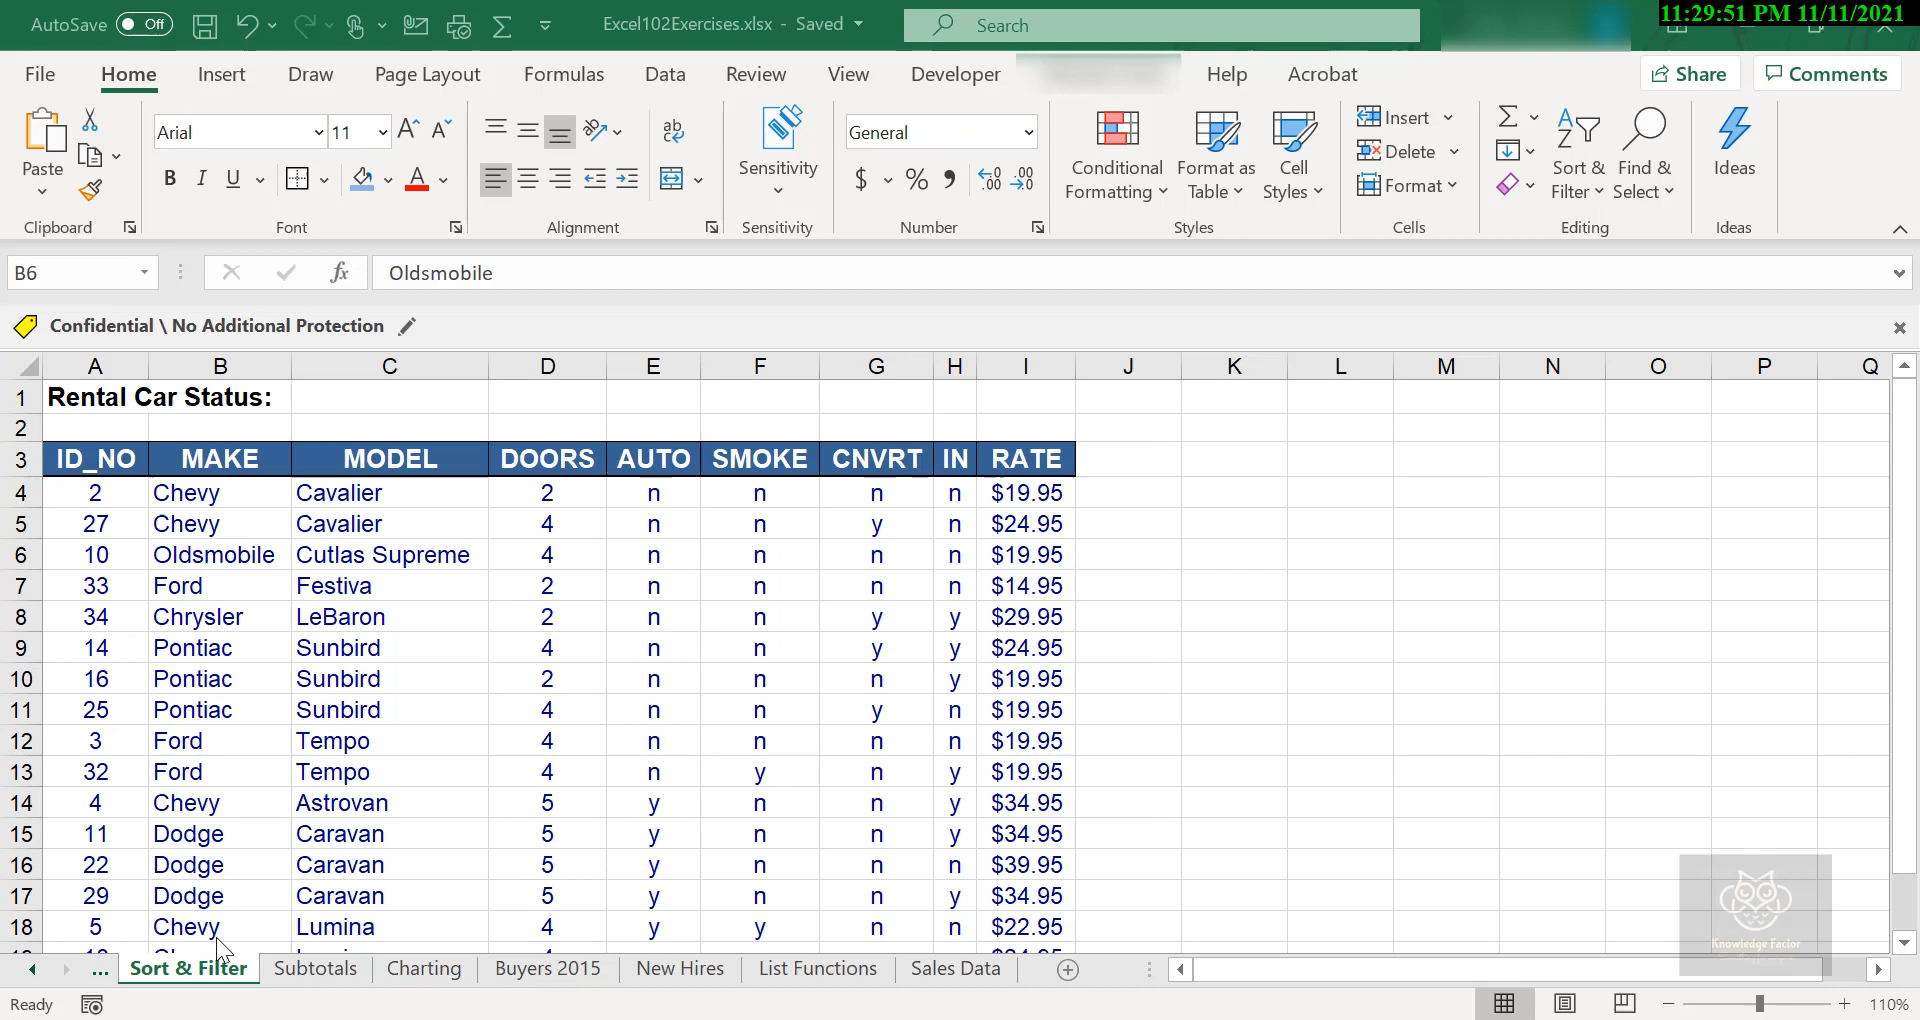 AutoSave Off Excel102Exercises.xlsx - Saved Search 11:29:51 PM 11/11/2021
File Home Insert Draw Page Layout Formulas Data Review View Developer Help Acrobat Share Comments
Paste
Clipboard
Arial 11
B I U A
Font
ab
c
Alignment
Sensitivity
Sensitivity
General
$ % 9 .00 .00
Number
Conditional Formatting
Format as Table
Cell Styles
Styles
Insert
Delete
Format
Cells
Sort & Filter
Find & Select
Editing
Ideas
Ideas
B6 fx Oldsmobile
Confidential \ No Additional Protection
A B C D E F G H I J K L M N O P Q
1 Rental Car Status:
2
3 ID_NO MAKE MODEL DOORS AUTO SMOKE CNVRT IN RATE
4 2 Chevy Cavalier 2 n n n n $19.95
5 27 Chevy Cavalier 4 n n y n $24.95
6 10 Oldsmobile Cutlas Supreme 4 n n n n $19.95
7 33 Ford Festiva 2 n n n n $14.95
8 34 Chrysler LeBaron 2 n n y y $29.95
9 14 Pontiac Sunbird 4 n n y y $24.95
10 16 Pontiac Sunbird 2 n n n y $19.95
11 25 Pontiac Sunbird 4 n n y n $19.95
12 3 Ford Tempo 4 n n n n $19.95
13 32 Ford Tempo 4 n y n y $19.95
14 4 Chevy Astrovan 5 y n n y $34.95
15 11 Dodge Caravan 5 y n n y $34.95
16 22 Dodge Caravan 5 y n n n $39.95
17 29 Dodge Caravan 5 y n n y $34.95
18 5 Chevy Lumina 4 y y n n $22.95
Knowledge Factor
... Sort & Filter Subtotals Charting Buyers 2015 New Hires List Functions Sales Data
Ready 110%